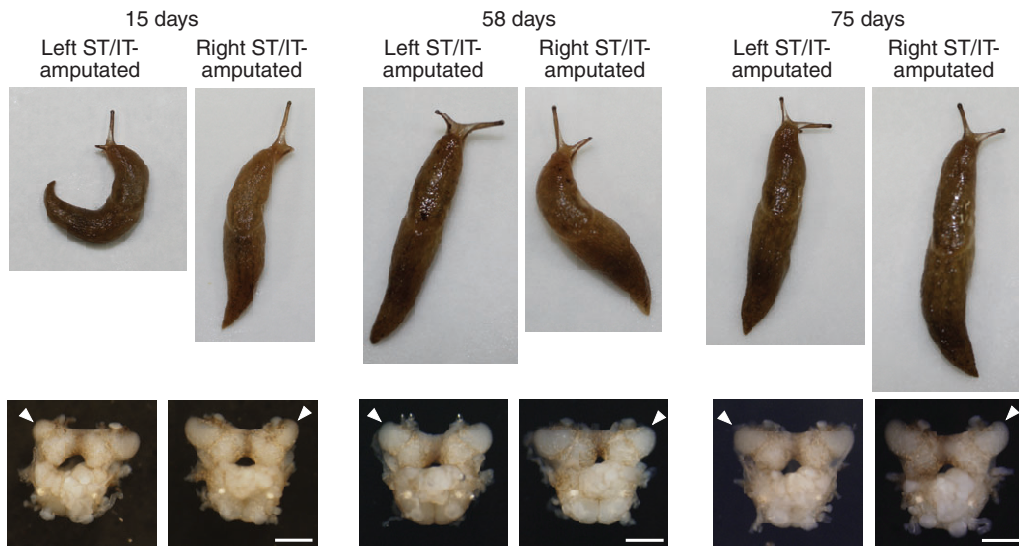 15 days
58 days
75 days
Left ST/IT-
amputated
Right ST/IT-
amputated
Left ST/IT-
amputated
Right ST/IT-
amputated
Left ST/IT-
amputated
Right ST/IT-
amputated